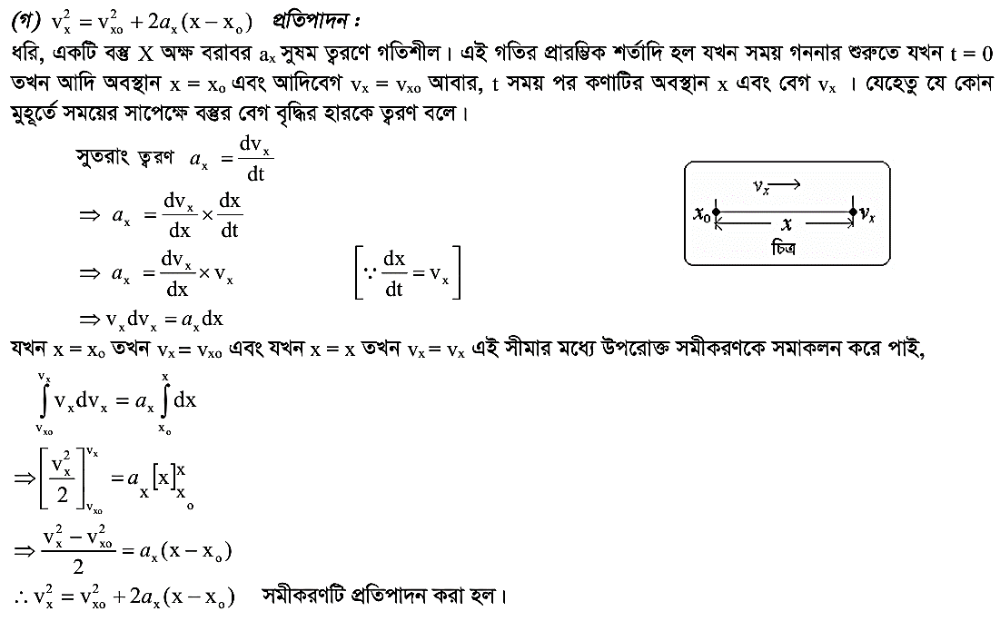 (গ) v²ₓ = v²ₓₒ + 2aₓ(x − xₒ) প্রতিপাদন :
ধরি, একটি বস্তু X অক্ষ বরাবর aₓ সুষম ত্বরণে গতিশীল। এই গতির প্রারম্ভিক শর্তাদি হল যখন সময় গননার শুরুতে যখন t = 0
তখন আদি অবস্থান x = xₒ এবং আদিবেগ vₓ = vₓₒ আবার, t সময় পর কণাটির অবস্থান x এবং বেগ vₓ । যেহেতু যে কোন
মুহূর্তে সময়ের সাপেক্ষে বস্তুর বেগ বৃদ্ধির হারকে ত্বরণ বলে।
সুতরাং ত্বরণ aₓ = dvₓ/dt
⇒ aₓ = dvₓ/dx × dx/dt
⇒ aₓ = dvₓ/dx × vₓ [∵ dx/dt = vₓ]
⇒ vₓdvₓ = aₓdx
vₓ→
xₒ x vₓ
চিত্র
যখন x = xₒ তখন vₓ = vₓₒ এবং যখন x = x তখন vₓ = vₓ এই সীমার মধ্যে উপরোক্ত সমীকরণকে সমাকলন করে পাই,
∫_{vₓₒ}^{vₓ} vₓdvₓ = aₓ ∫_{xₒ}^{x} dx
⇒ [v²ₓ/2]_{vₓₒ}^{vₓ} = aₓ [x]_{xₒ}^{x}
⇒ (v²ₓ − v²ₓₒ)/2 = aₓ(x − xₒ)
∴ v²ₓ = v²ₓₒ + 2aₓ(x − xₒ) সমীকরণটি প্রতিপাদন করা হল।